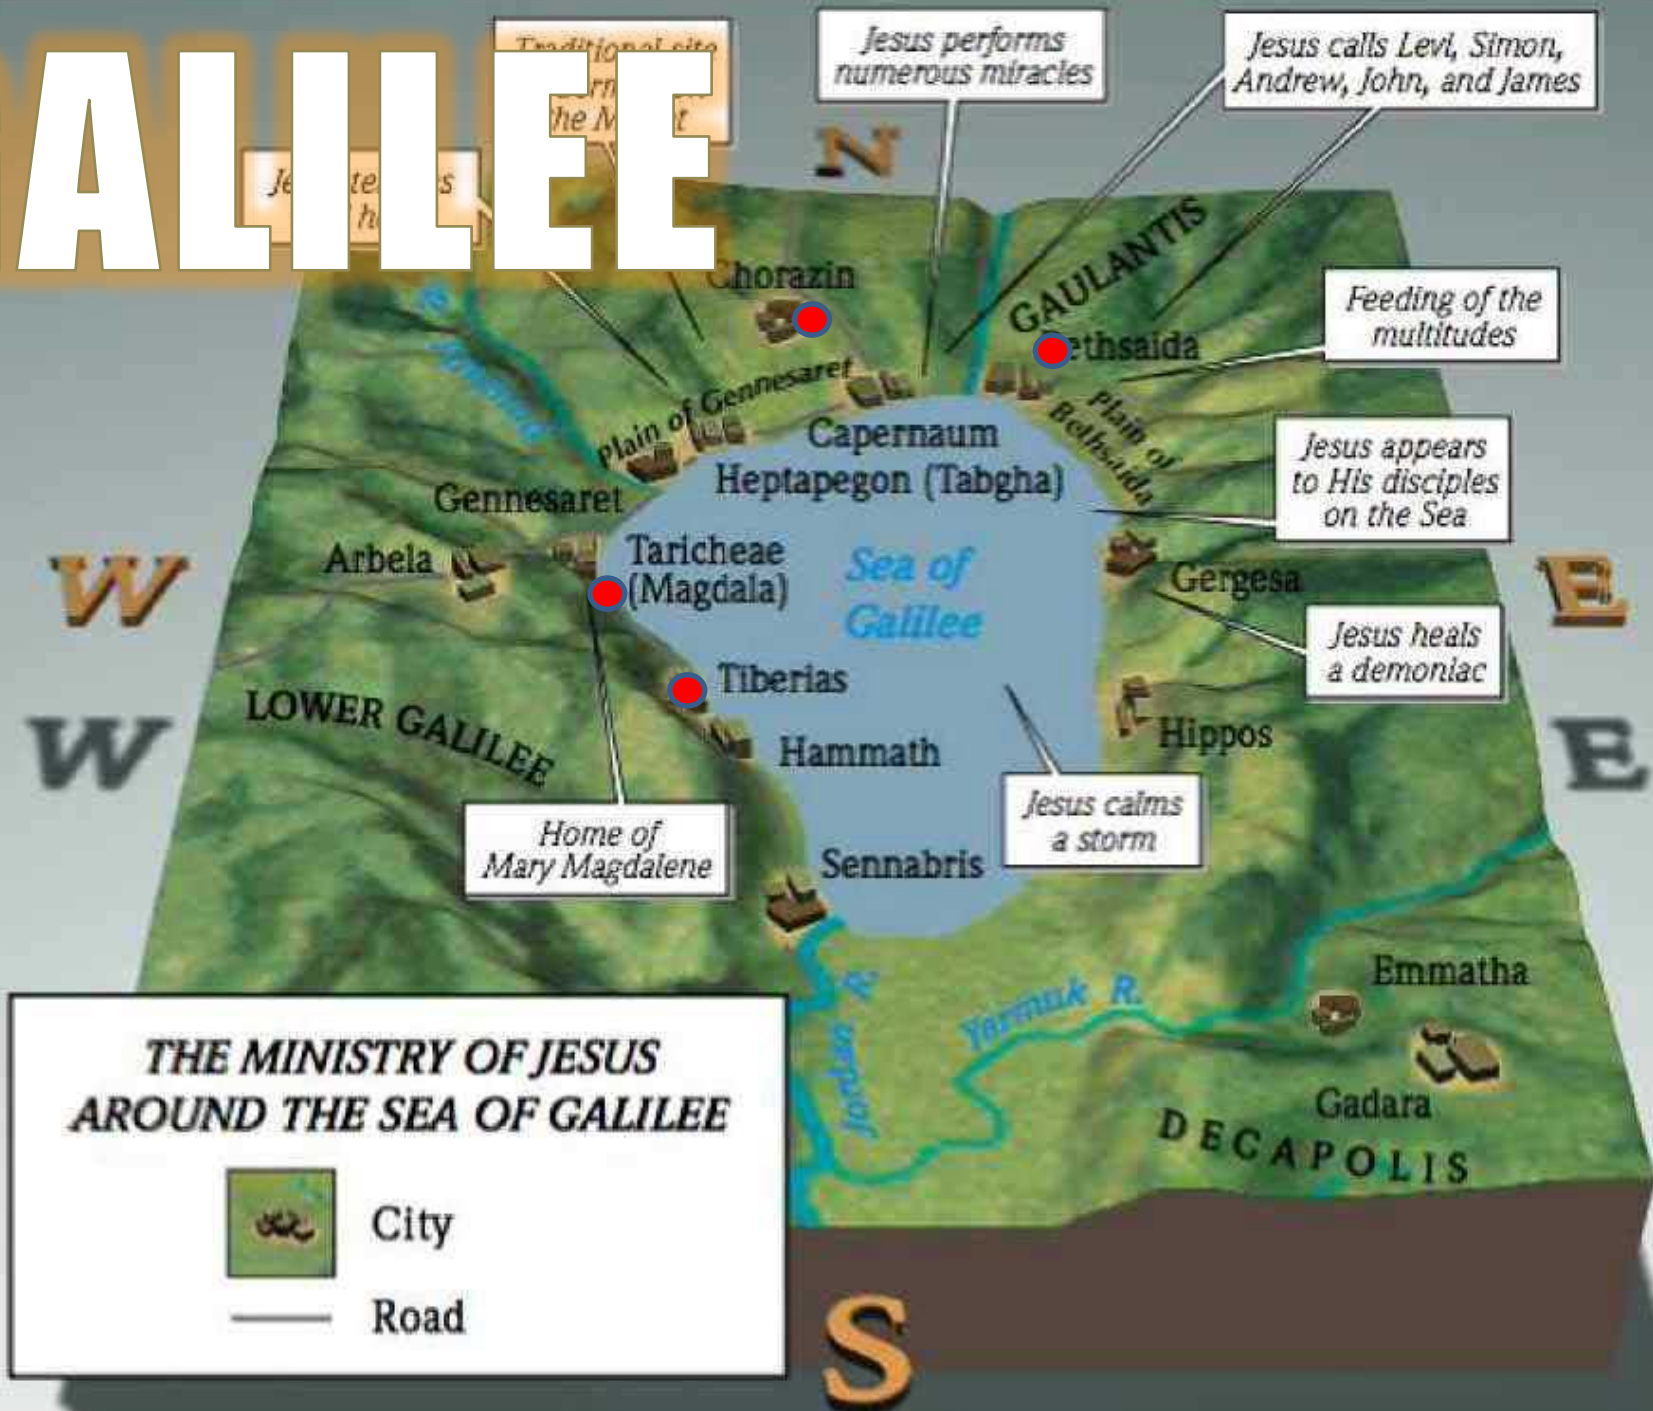 ALILEE
Traditional site
Jesus performs
numerous miracles
Jesus calls Levi, Simon,
Andrew, John, and James
N
Chorazin
GAULANTIS
Feeding of the
multitudes
ethsaida
Plain of Gennesaret
Plain of
Bethsaida
Capernaum
Heptapegon (Tabgha)
Jesus appears
to His disciples
on the Sea
Gennesaret
Arbela
Taricheae
(Magdala)
Sea of
Galilee
W
E
Gergesa
Jesus heals
a demoniac
Tiberias
LOWER GALILEE
W
E
Hammath
Hippos
Home of
Mary Magdalene
Jesus calms
a storm
Sennabris
Emmatha
Yarmuk R.
Jordan R.
Gadara
DECAPOLIS
THE MINISTRY OF JESUS
AROUND THE SEA OF GALILEE
City
Road
S